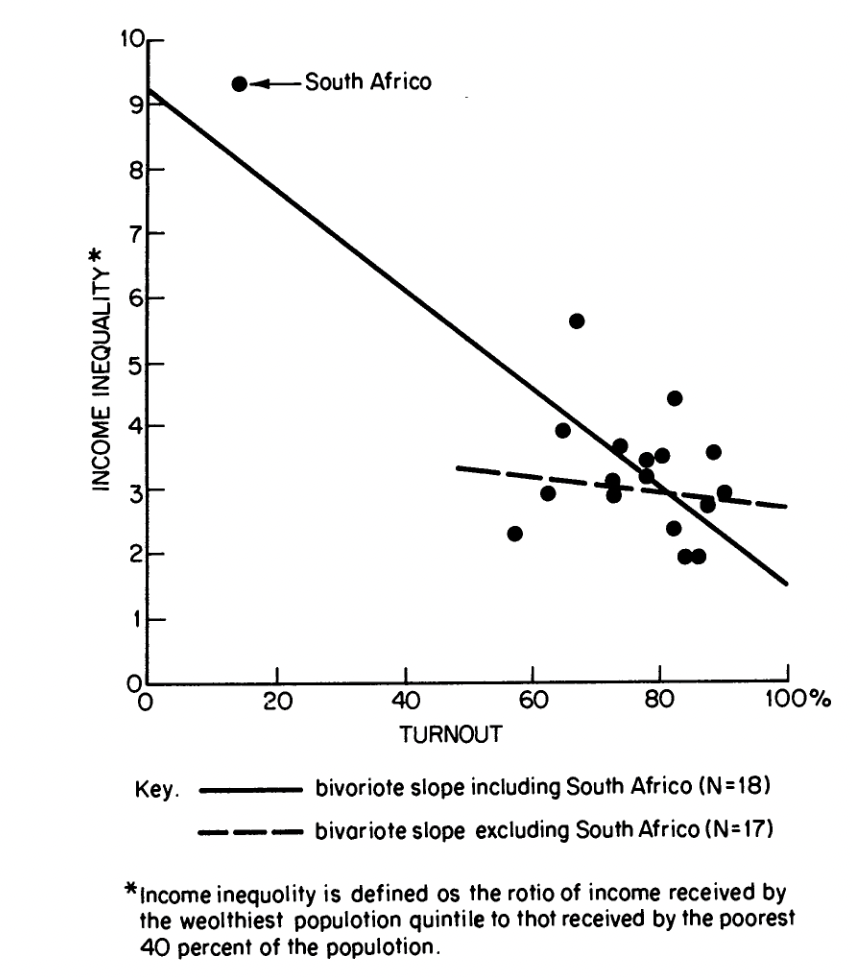 10
South Africo
9
8
7
6
5
4
3
2
1
0
INCOME INEQUALITY*
0 20 40 60 80 100%
TURNOUT
Key. bivoriote slope including South Africo (N=18)
bivariote slope excluding South Africo (N=17)
*Income inequolity is defined os the rotio of income received by
the weolthiest populotion quintile to thot received by the poorest
40 percent of the populotion.